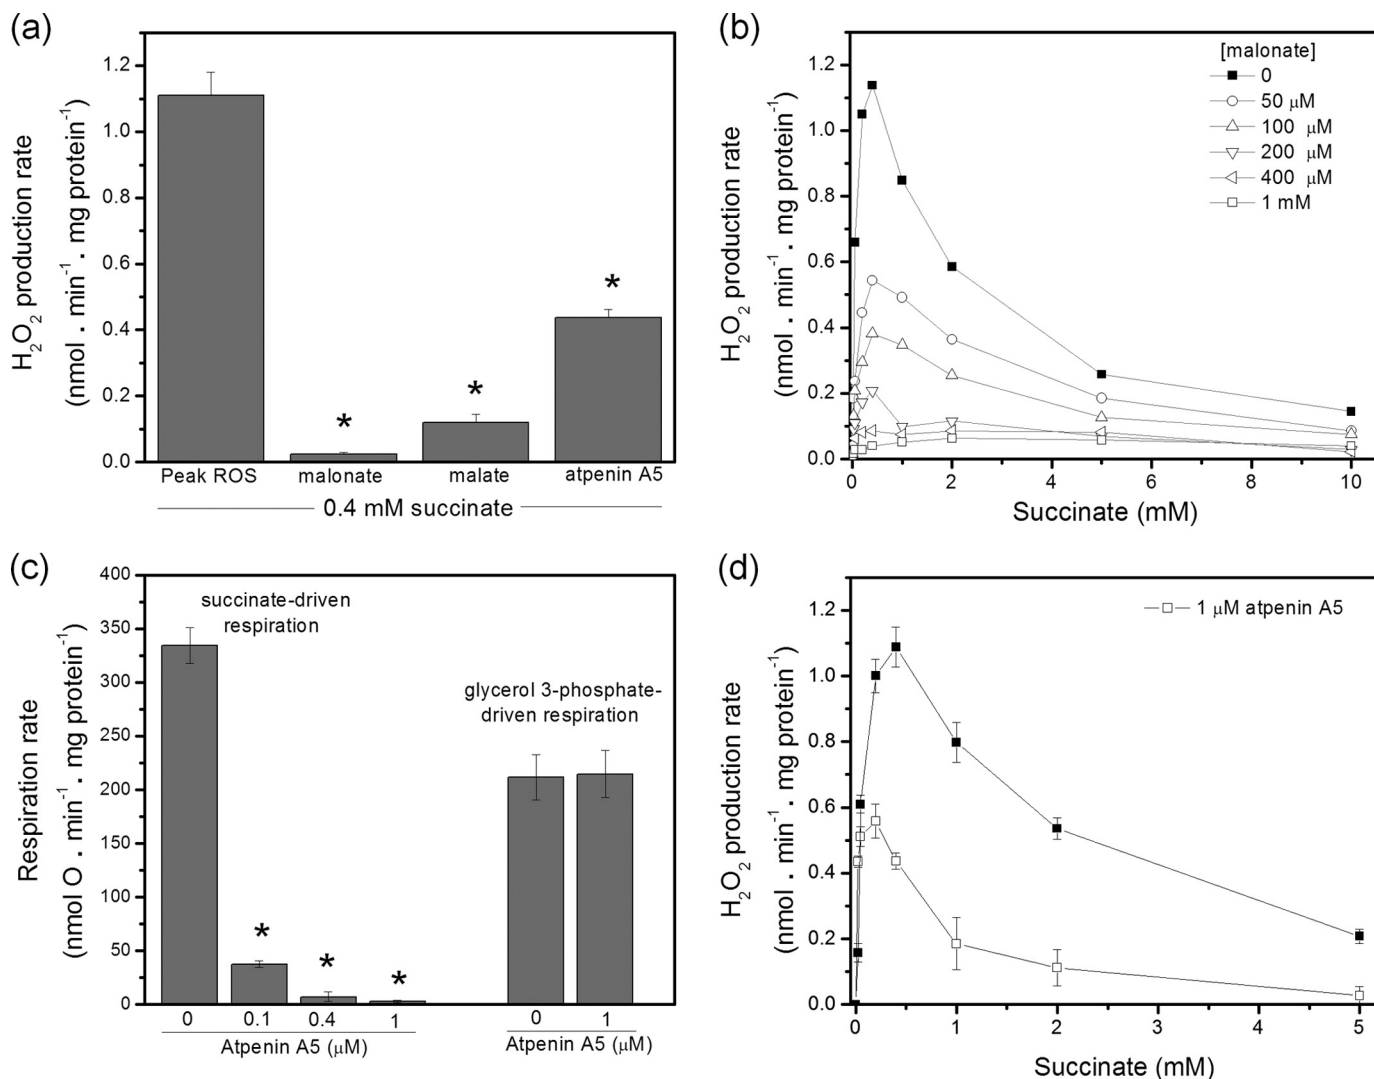 (a)
H2O2 production rate
(nmol . min-1. mg protein-1)
1.2
1.0
0.8
0.6
0.4
0.2
0.0
*
*
*
Peak ROS malonate malate atpenin A5
0.4 mM succinate
(b)
H2O2 production rate
(nmol . min-1. mg protein-1)
1.2
1.0
0.8
0.6
0.4
0.2
0.0
[malonate]
0
50 µM
100 µM
200 µM
400 µM
1 mM
0 2 4 6 8 10
Succinate (mM)
(c)
Respiration rate
(nmol O . min-1. mg protein-1)
400
350
300
250
200
150
100
50
0
succinate-driven
respiration
glycerol 3-phosphate-
driven respiration
*
*
*
0 0.1 0.4 1 0 1
Atpenin A5 (µM) Atpenin A5 (µM)
(d)
H2O2 production rate
(nmol . min-1. mg protein-1)
1.2
1.0
0.8
0.6
0.4
0.2
0.0
1 µM atpenin A5
0 1 2 3 4 5
Succinate (mM)